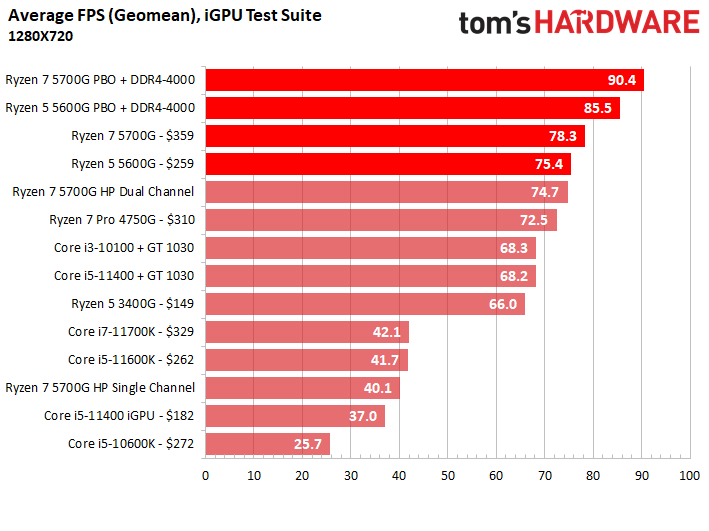 Average FPS (Geomean), iGPU Test Suite
1280X720
tom's HARDWARE
Ryzen 7 5700G PBO + DDR4-4000 90.4
Ryzen 5 5600G PBO + DDR4-4000 85.5
Ryzen 7 5700G - $359 78.3
Ryzen 5 5600G - $259 75.4
Ryzen 7 5700G HP Dual Channel 74.7
Ryzen 7 Pro 4750G - $310 72.5
Core i3-10100 + GT 1030 68.3
Core i5-11400 + GT 1030 68.2
Ryzen 5 3400G - $149 66.0
Core i7-11700K - $329 42.1
Core i5-11600K - $262 41.7
Ryzen 7 5700G HP Single Channel 40.1
Core i5-11400 iGPU - $182 37.0
Core i5-10600K - $272 25.7
0 10 20 30 40 50 60 70 80 90 100